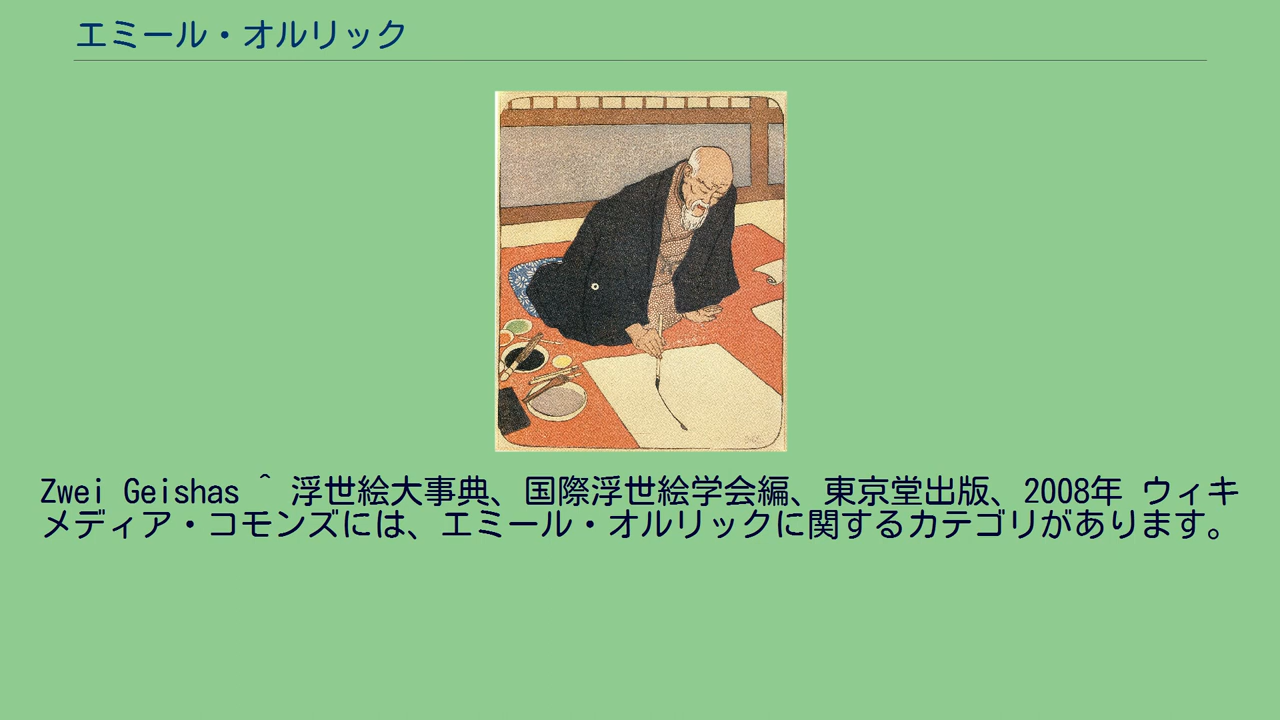 エミール・オルリック
Zwei Geishas ^ 浮世絵大事典、国際浮世絵学会編、東京堂出版、2008年 ウィキ
メディア・コモンズには、エミール・オルリックに関するカテゴリがあります。